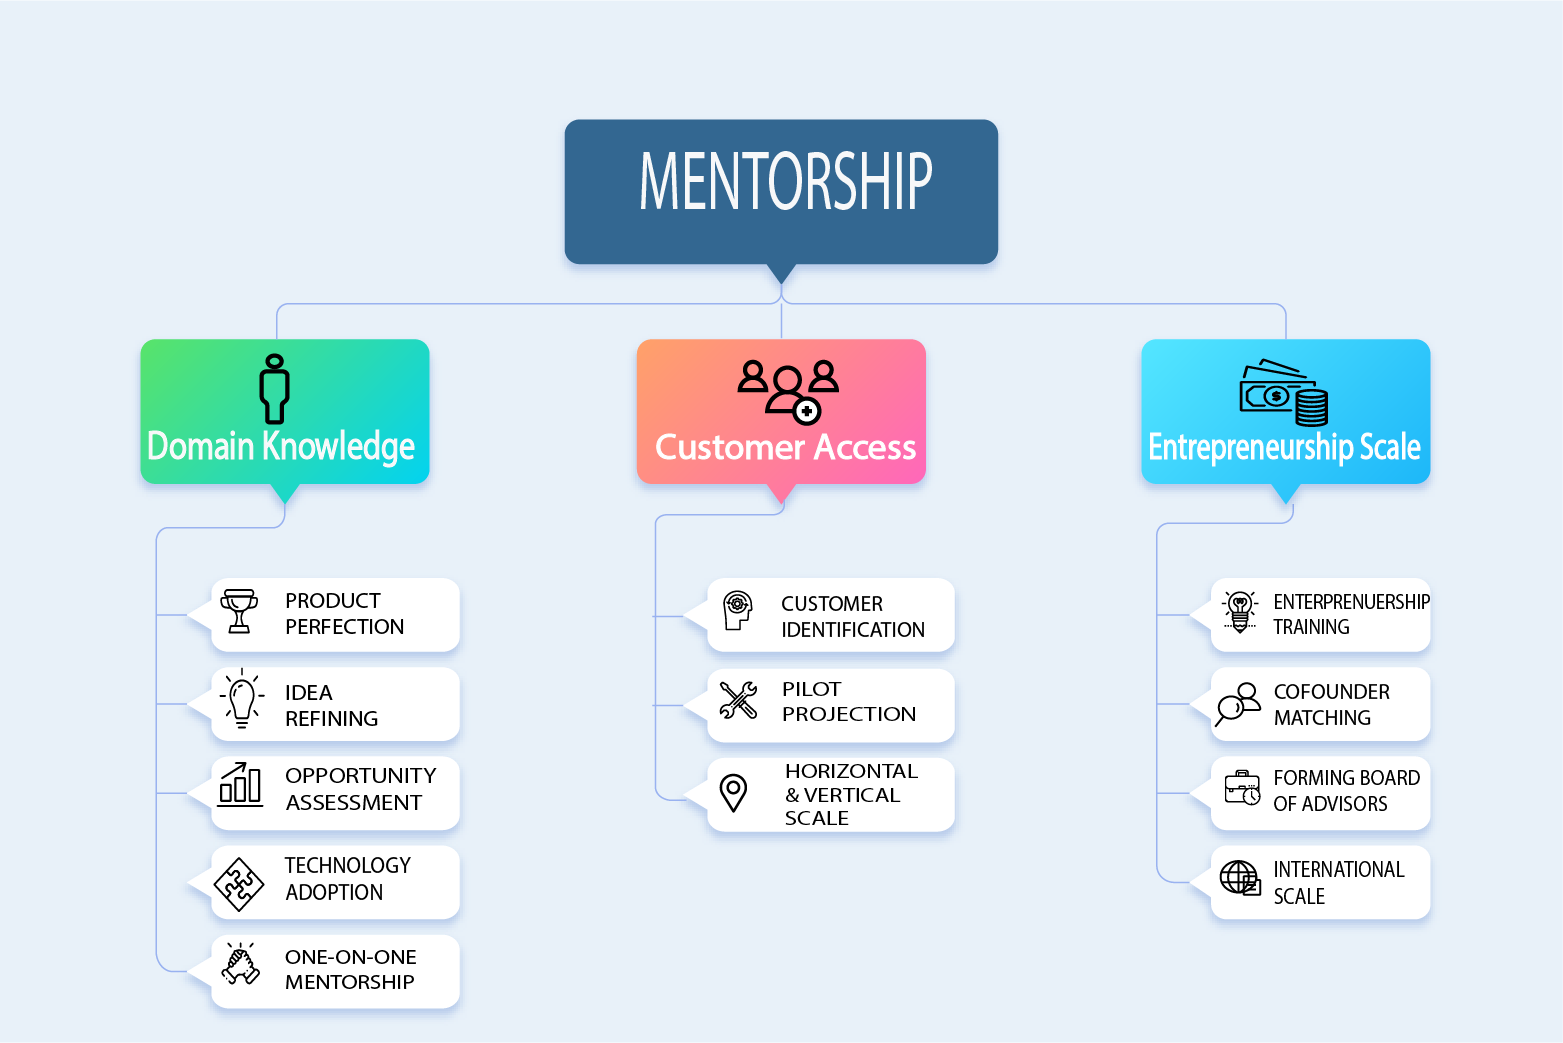 MENTORSHIP
Domain Knowledge
Customer Access
Entrepreneurship Scale
PRODUCT
PERFECTION
IDEA
REFINING
OPPORTUNITY
ASSESSMENT
TECHNOLOGY
ADOPTION
ONE-ON-ONE
MENTORSHIP
CUSTOMER
IDENTIFICATION
PILOT
PROJECTION
HORIZONTAL
& VERTICAL
SCALE
ENTERPRENUERSHIP
TRAINING
COFOUNDER
MATCHING
FORMING BOARD
OF ADVISORS
INTERNATIONAL
SCALE